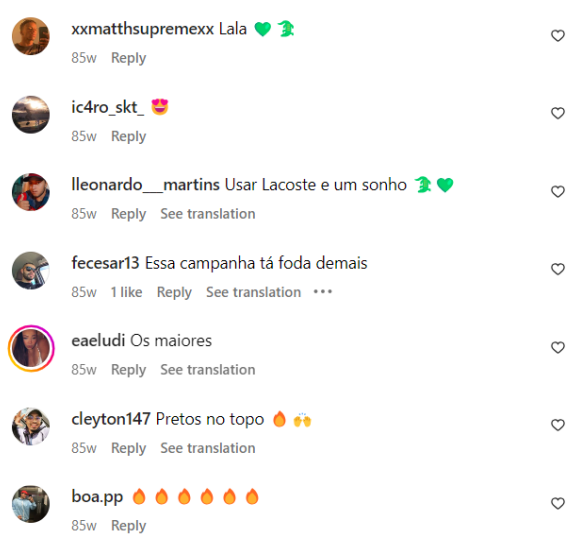 xxmatthsupremexx Lala 💚 🐊
85w Reply
ic4ro_skt_ 😍
85w Reply
lleonardo___martins Usar Lacoste e um sonho 🐊 💚
85w Reply See translation
fecesar13 Essa campanha tá foda demais
85w 1 like Reply See translation •••
eaeludi Os maiores
85w Reply See translation
cleyton147 Pretos no topo 🔥 🙌
85w Reply See translation
boa.pp 🔥 🔥 🔥 🔥 🔥 🔥
85w Reply